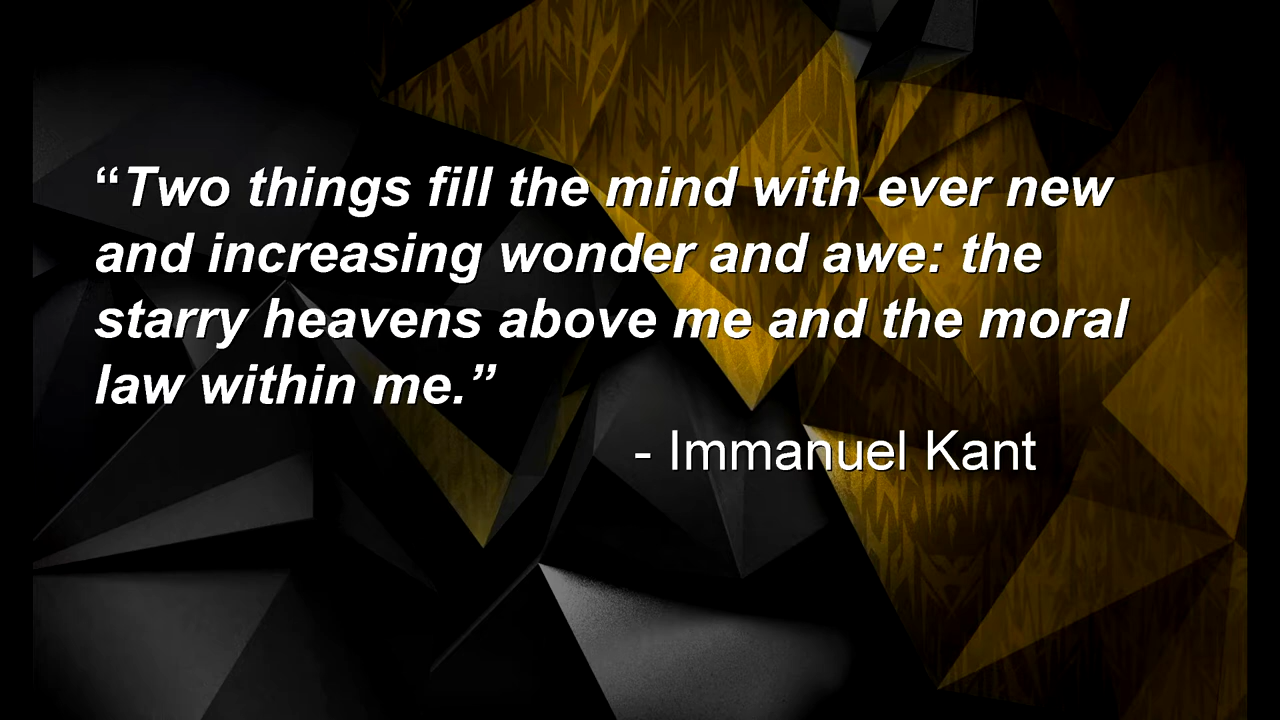 “Two things fill the mind with ever new
and increasing wonder and awe: the
starry heavens above me and the moral
law within me.”
- Immanuel Kant